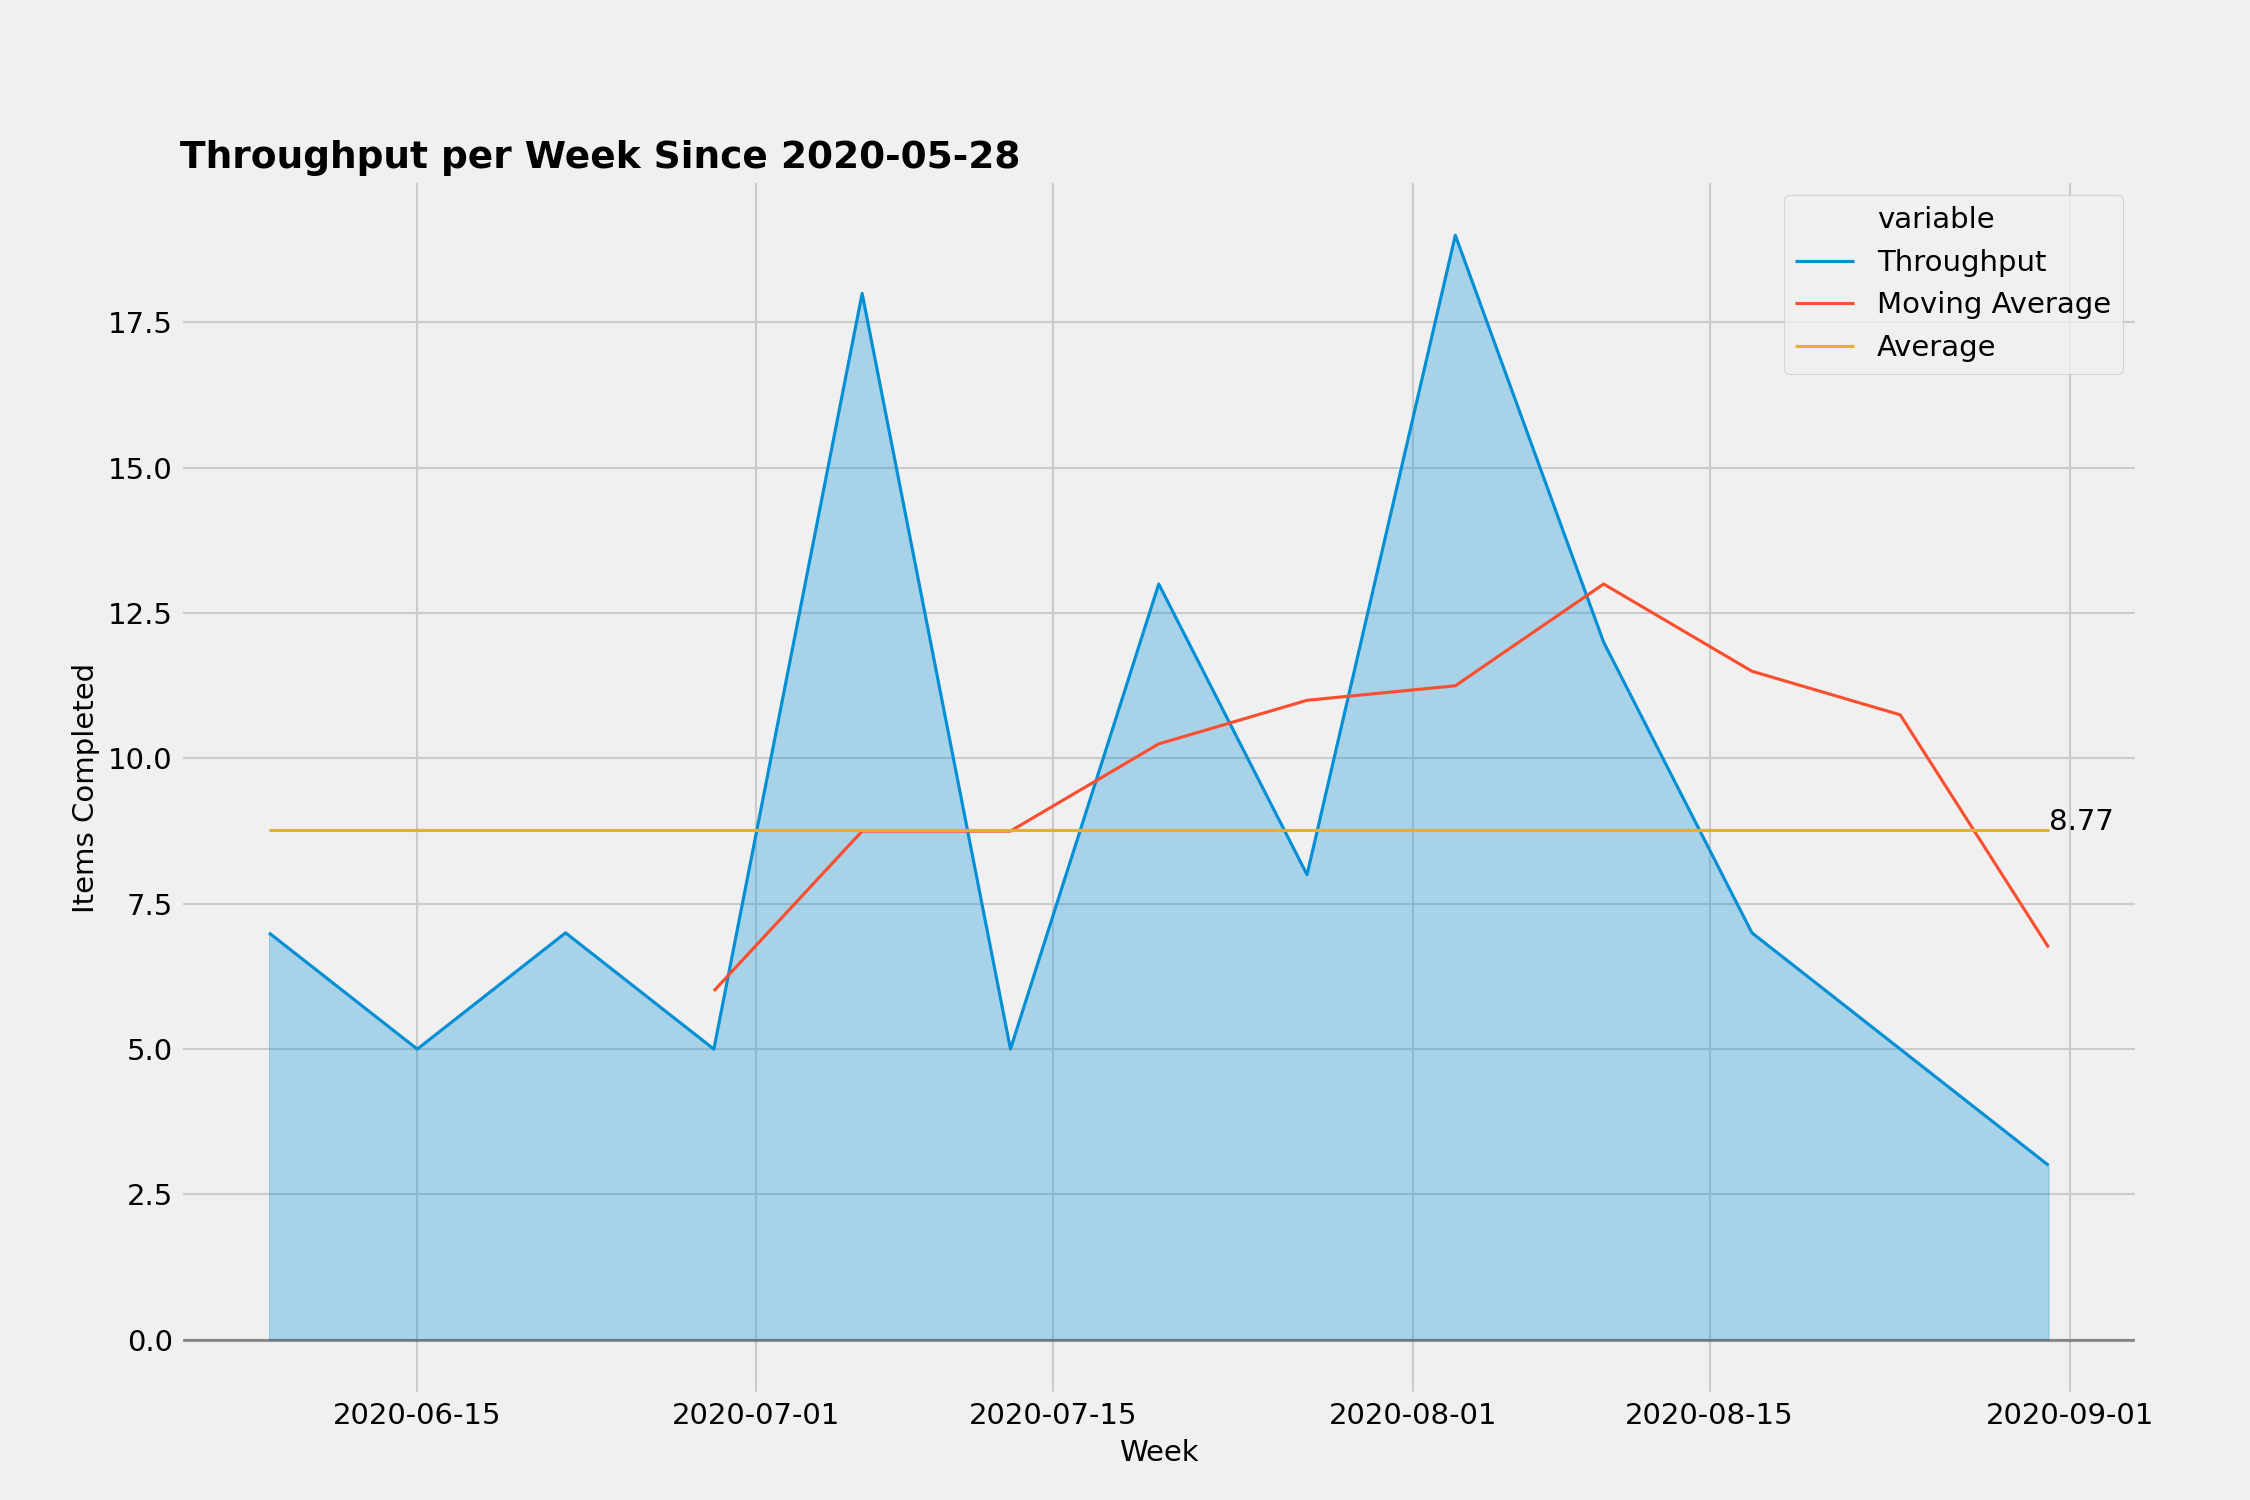 Throughput per Week Since 2020-05-28
variable
Throughput
Moving Average
Average
17.5
15.0
12.5
10.0
7.5
5.0
2.5
0.0
Items Completed
8.77
2020-06-15
2020-07-01
2020-07-15
2020-08-01
2020-08-15
2020-09-01
Week